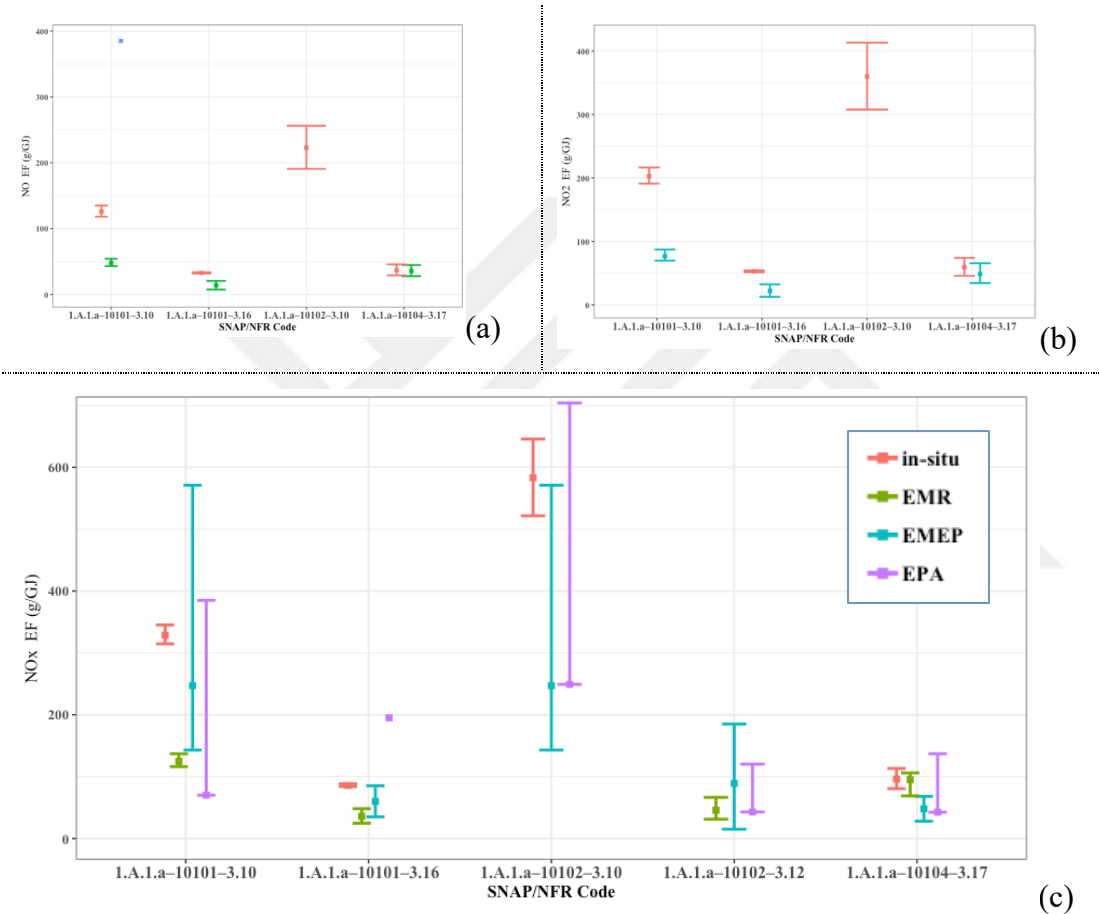 400
300
200
100
0
NO EF (g/GJ)
1.A.1.a–10101–3.10 1.A.1.a–10101–3.16 1.A.1.a–10102–3.10 1.A.1.a–10104–3.17
SNAP/NFR Code
(a)
400
300
200
100
0
NO2 EF (g/GJ)
1.A.1.a–10101–3.10 1.A.1.a–10101–3.16 1.A.1.a–10102–3.10 1.A.1.a–10104–3.17
SNAP/NFR Code
(b)
600
400
200
0
NOx EF (g/GJ)
in-situ
EMR
EMEP
EPA
1.A.1.a–10101–3.10 1.A.1.a–10101–3.16 1.A.1.a–10102–3.10 1.A.1.a–10102–3.12 1.A.1.a–10104–3.17
SNAP/NFR Code
(c)